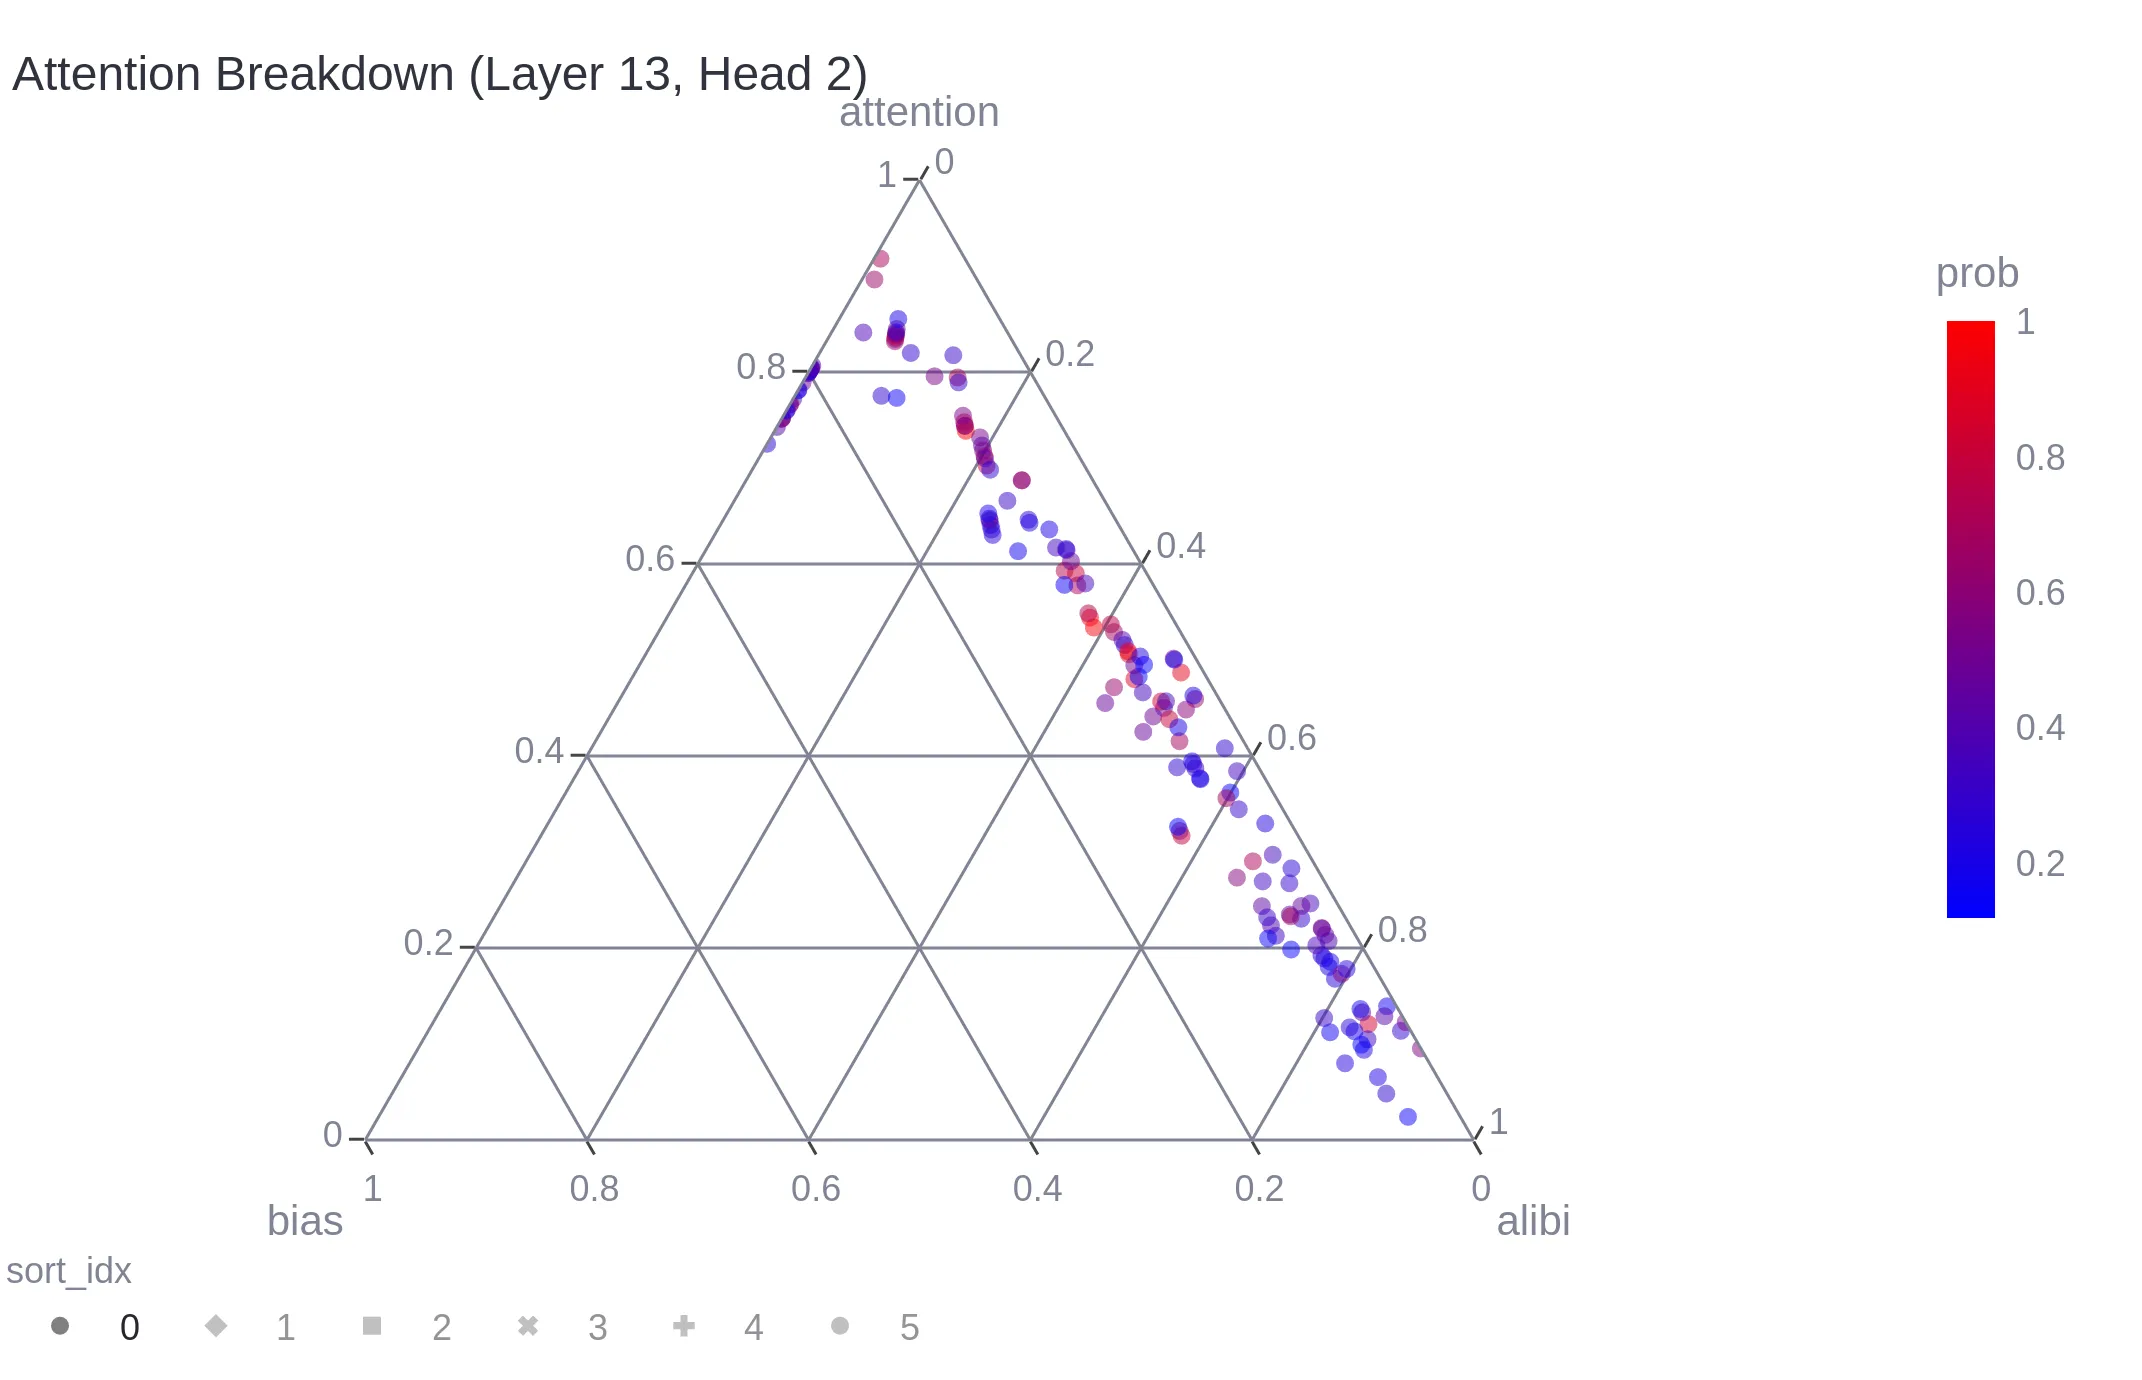 Attention Breakdown (Layer 13, Head 2)
attention
1 0
0.8 0.2
0.6 0.4
0.4 0.6
0.2 0.8
0 1
1 0.8 0.6 0.4 0.2 0
bias alibi
prob
1
0.8
0.6
0.4
0.2
sort_idx
0 1 2 3 4 5